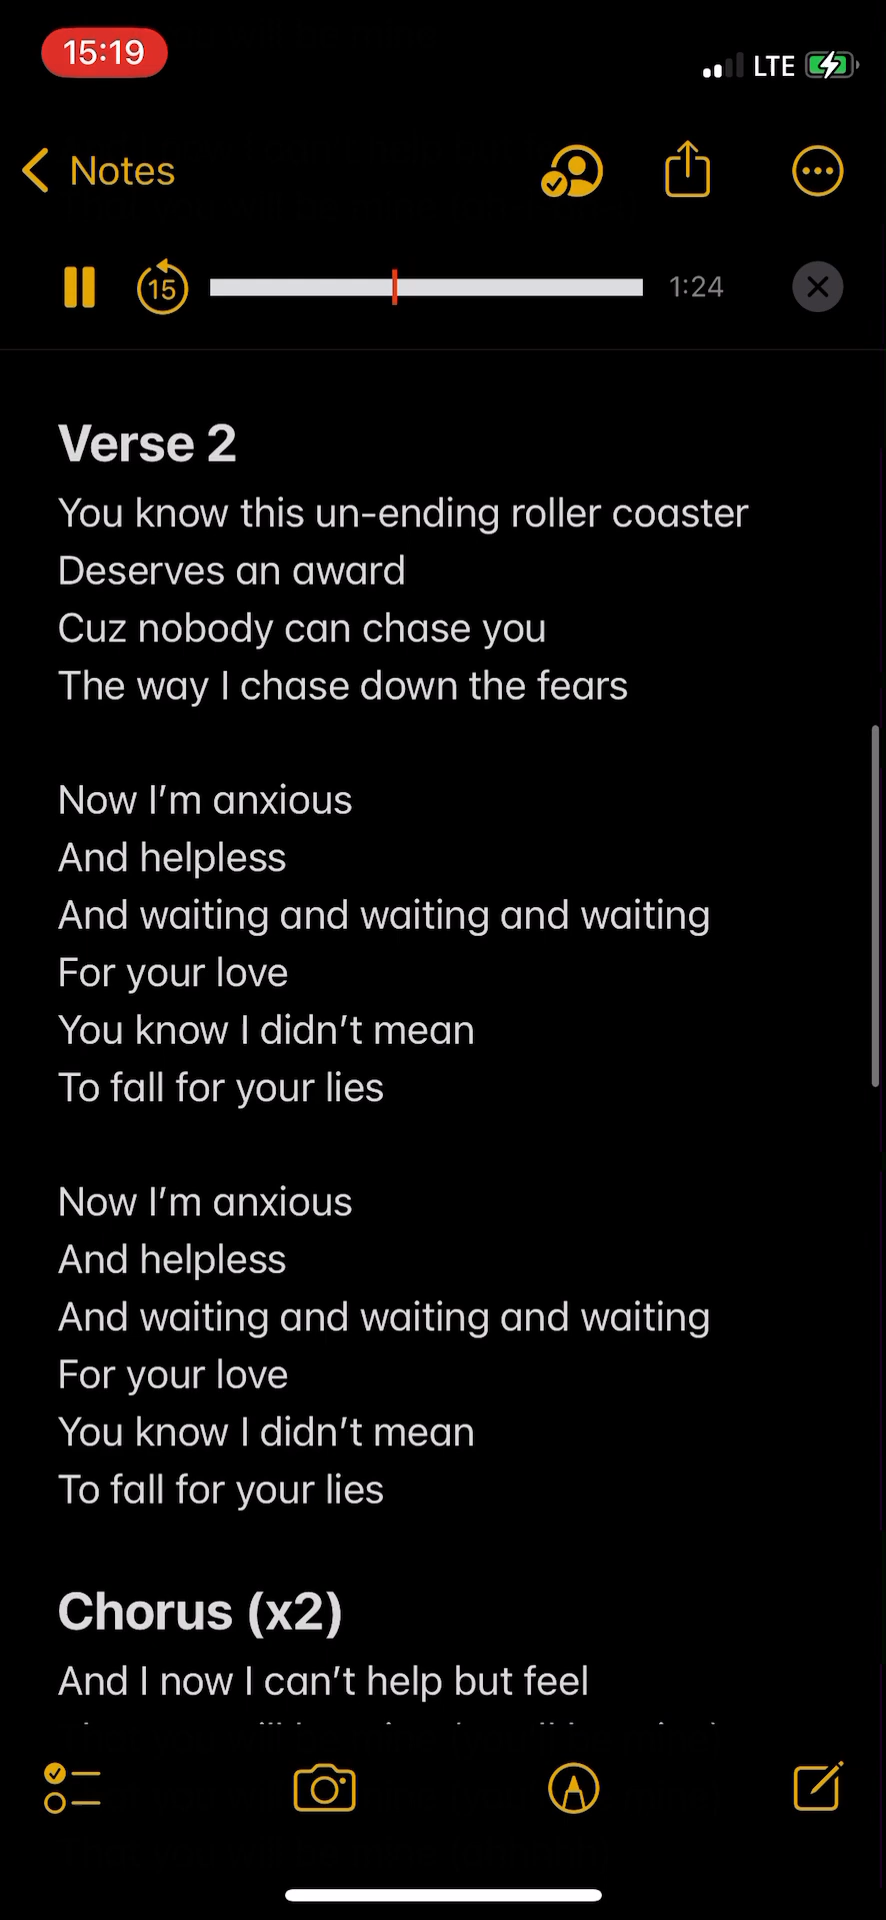 15:19
LTE
Notes
15
1:24
Verse 2
You know this un-ending roller coaster
Deserves an award
Cuz nobody can chase you
The way I chase down the fears
Now I'm anxious
And helpless
And waiting and waiting and waiting
For your love
You know I didn't mean
To fall for your lies
Now I'm anxious
And helpless
And waiting and waiting and waiting
For your love
You know I didn't mean
To fall for your lies
Chorus (x2)
And I now I can't help but feel